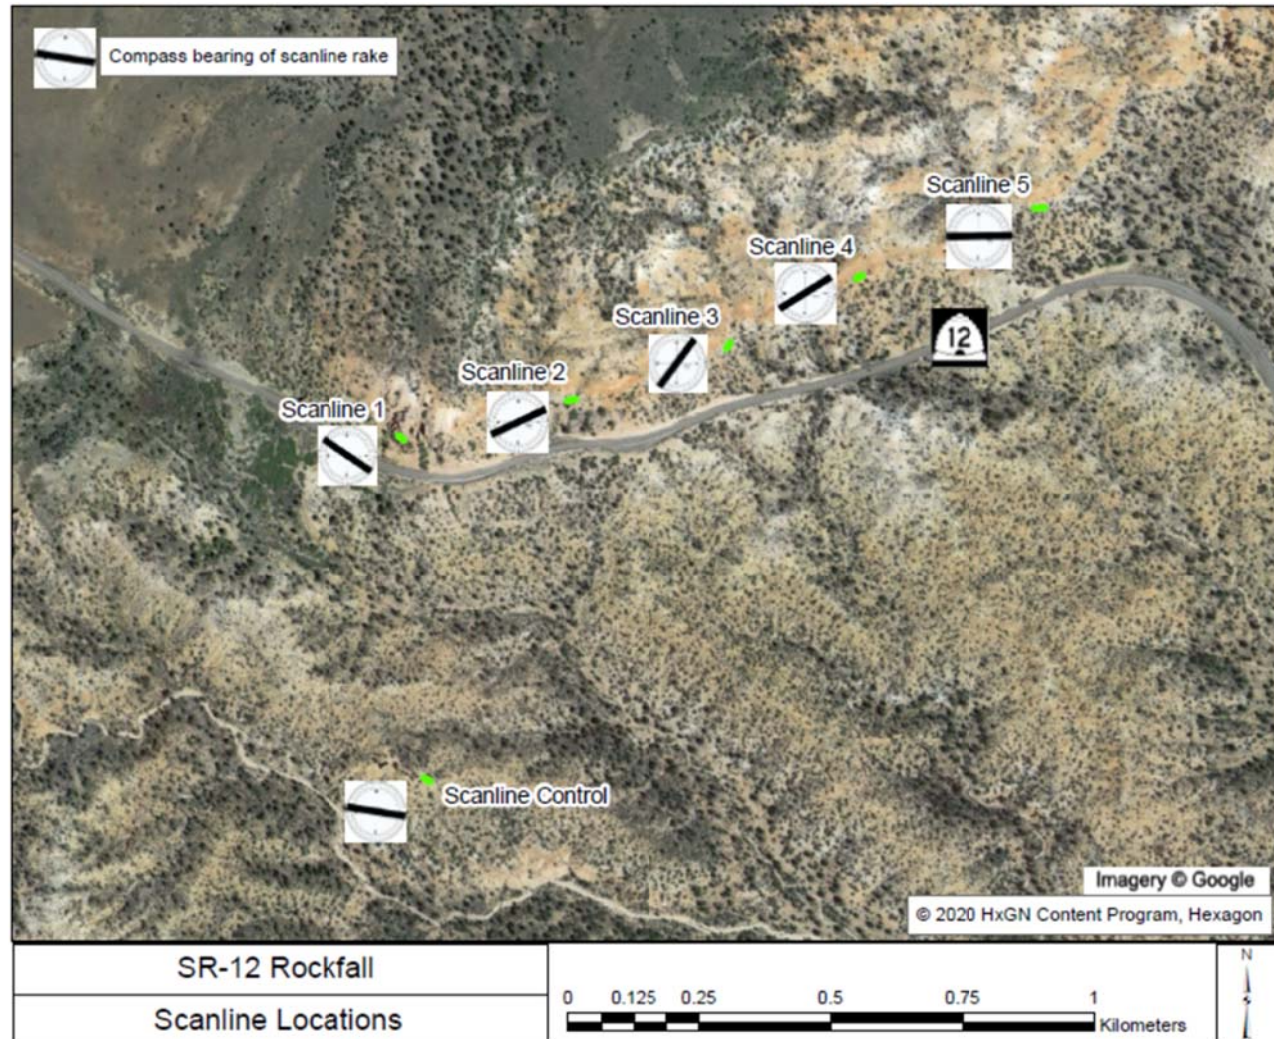 Compass bearing of scanline rake
Scanline 5
Scanline 4
Scanline 3
12
Scanline 2
Scanline 1
Scanline Control
Imagery © Google
© 2020 HxGN Content Program, Hexagon
SR-12 Rockfall
Scanline Locations
0 0.125 0.25 0.5 0.75 1
Kilometers
N